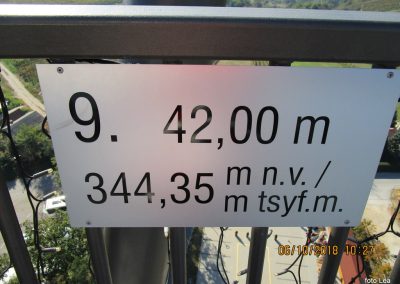 9. 42,00 m
344,35 m n.v. /
m tsyf.m.
06/10/2018 10:27
foto Lea